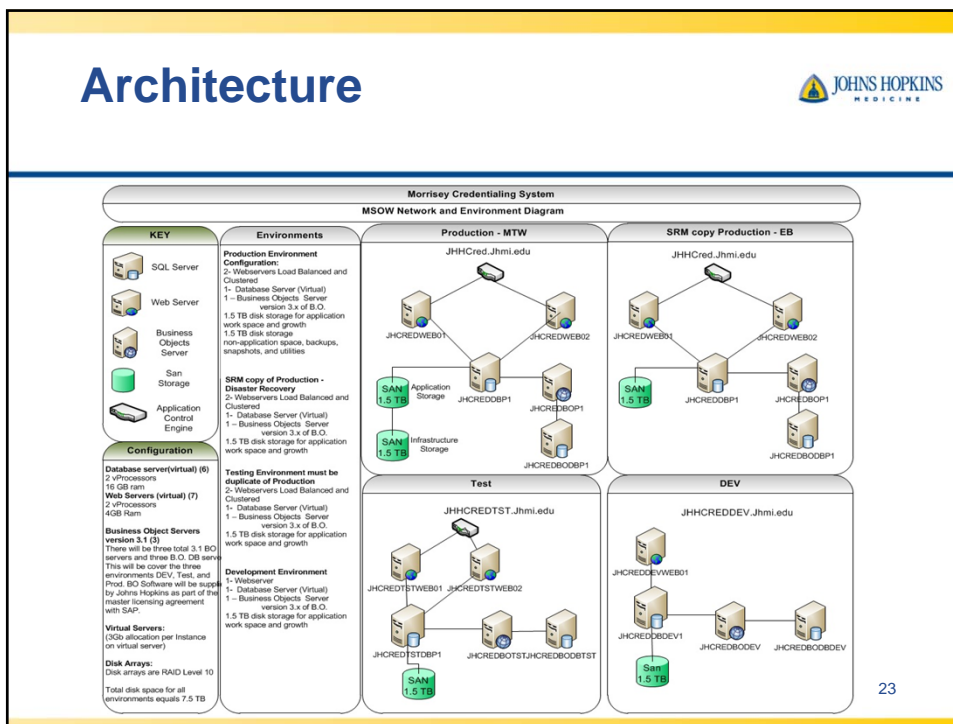 Architecture
JOHNS HOPKINS
MEDICINE
Morrisey Credentialing System
MSOW Network and Environment Diagram
KEY
SQL Server
Web Server
Business
Objects
Server
San
Storage
Application
Control
Engine
Configuration
Database server(virtual) (6)
2 vProcessors
16 GB ram
Web Servers (virtual) (7)
2 vProcessors
4GB Ram
Business Object Servers
version 3.1 (3)
There will be three total 3.1 BO
servers and three B.O. DB serve
This will be cover the three
environments DEV, Test, and
Prod. BO Software will be suppli
by Johns Hopkins as part of the
master licensing agreement
with SAP.
Virtual Servers:
(3Gb allocation per Instance
on virtual server)
Disk Arrays:
Disk arrays are RAID Level 10
Total disk space for all
environments equals 7.5 TB
Environments
Production Environment
Configuration:
2- Webservers Load Balanced and
Clustered
1- Database Server (Virtual)
1 – Business Objects Server
version 3.x of B.O.
1.5 TB disk storage for application
work space and growth
1.5 TB disk storage
non-application space, backups,
snapshots, and utilities
SRM copy of Production -
Disaster Recovery
2- Webservers Load Balanced and
Clustered
1- Database Server (Virtual)
1 – Business Objects Server
version 3.x of B.O.
1.5 TB disk storage for application
work space and growth
Testing Environment must be
duplicate of Production
2- Webservers Load Balanced and
Clustered
1- Database Server (Virtual)
1 – Business Objects Server
version 3.x of B.O.
1.5 TB disk storage for application
work space and growth
Development Environment
1- Webserver
1- Database Server (Virtual)
1 – Business Objects Server
version 3.x of B.O.
1.5 TB disk storage for application
work space and growth
Production - MTW
JHHCred.Jhmi.edu
JHCREDWEB01
JHCREDWEB02
SAN
1.5 TB
Application
Storage
JHCREDDBP1
JHCREDBOP1
SAN
1.5 TB
Infrastructure
Storage
JHCREDBODBP1
SRM copy Production - EB
JHHCred.Jhmi.edu
JHCREDWEB01
JHCREDWEB02
SAN
1.5 TB
JHCREDDBP1
JHCREDBOP1
JHCREDBODBP1
Test
JHHCREDTST.Jhmi.edu
JHCREDTSTWEB01
JHCREDTSTWEB02
JHCREDTSTDBP1
JHCREDBOTST
JHCREDBODBTST
SAN
1.5 TB
DEV
JHHCREDDEV.Jhmi.edu
JHCREDDEVWEB01
JHCREDDBDEV1
JHCREDBODEV
JHCREDBODBDEV
San
1.5 TB
23